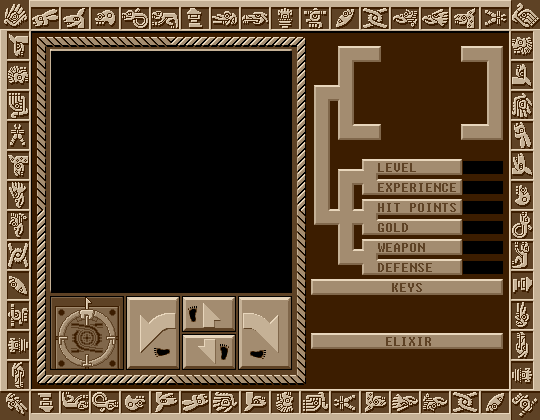 LEVEL
EXPERIENCE
HIT POINTS
GOLD
WEAPON
DEFENSE
KEYS
ELIXIR